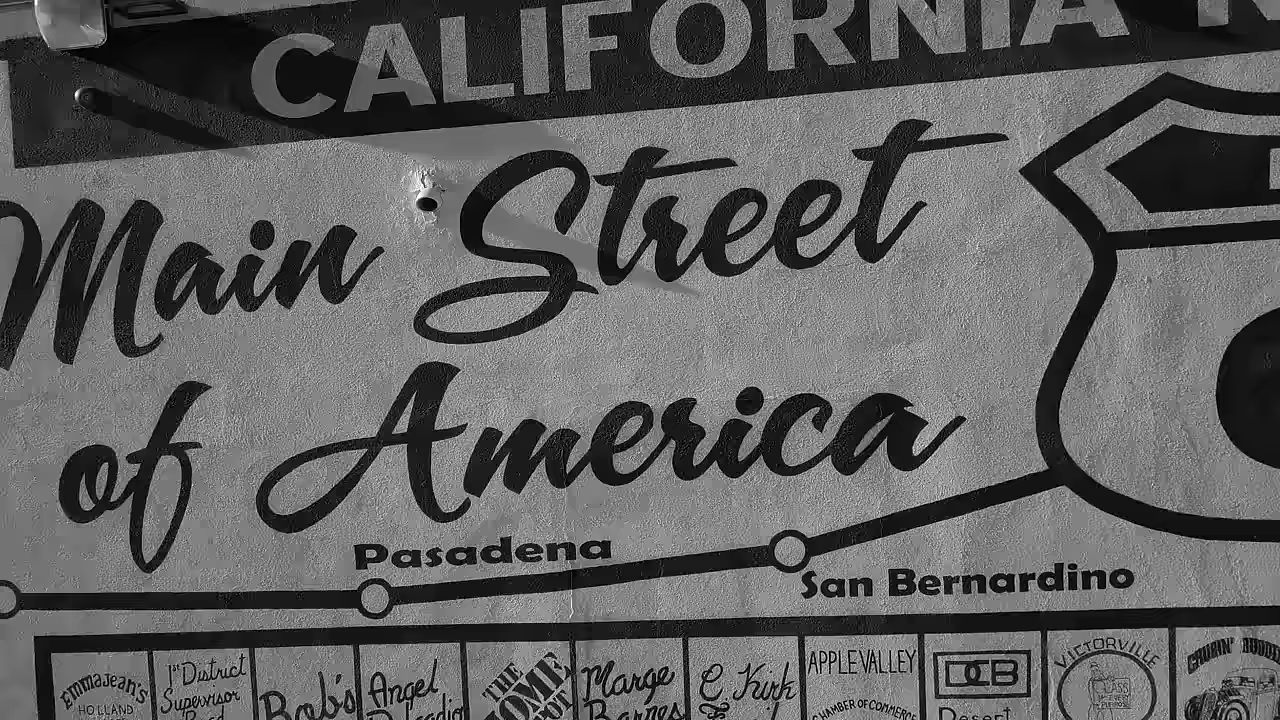 CALIFORNIA
Main Street
of America
Pasadena
San Bernardino
EmmaJean's
HOLLAND
1st District
Supervisor
Bob's
Angel
THE
HOME
Marge
Barnes
C. Kirk
APPLE VALLEY
CHAMBER OF COMMERCE
DCB
Desert
VICTORVILLE
CRUISIN'